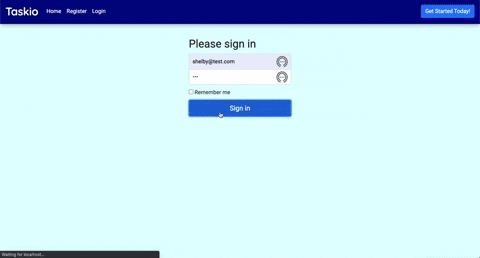 Taskio
Home Register Login
Get Started Today!
Please sign in
shelby@test.com
•••
Remember me
Sign in
Waiting for localhost...